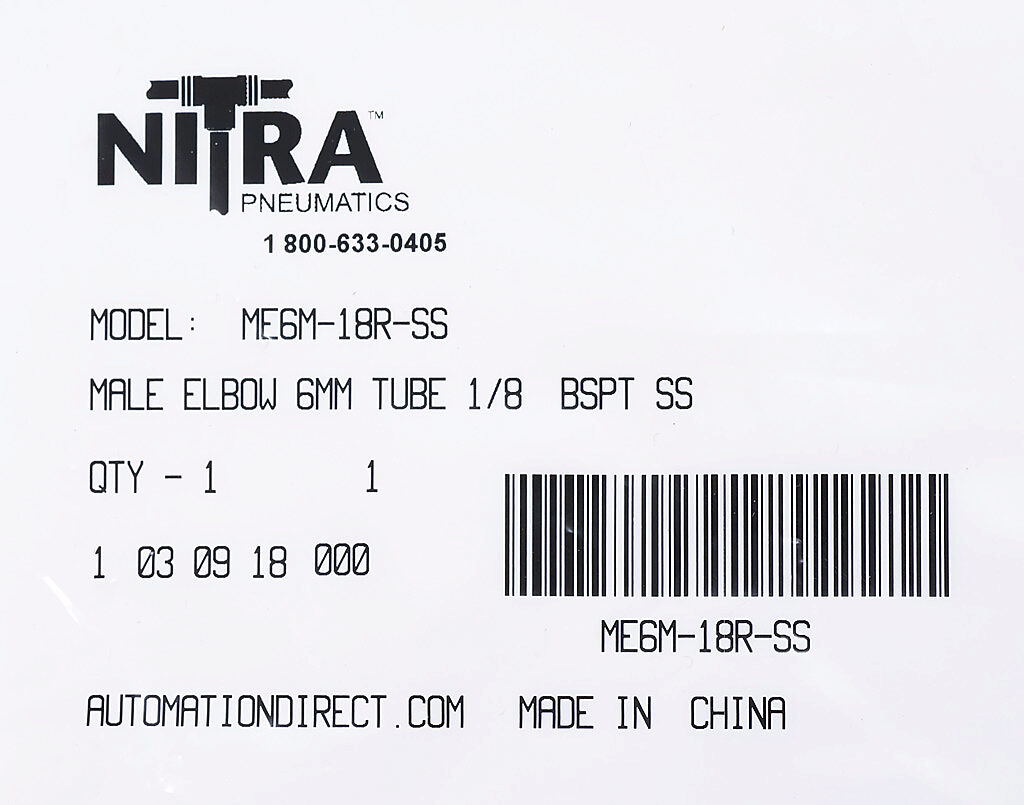 NITRA™
PNEUMATICS
1 800-633-0405
MODEL: ME6M-18R-SS
MALE ELBOW 6MM TUBE 1/8 BSPT SS
QTY - 1 1
1 03 09 18 000
ME6M-18R-SS
AUTOMATIONDIRECT.COM MADE IN CHINA